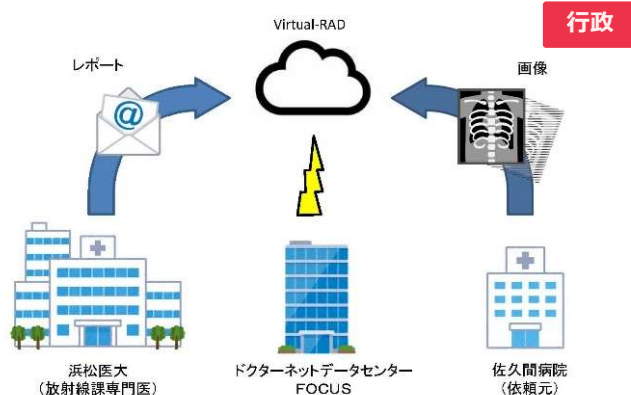 Virtual-RAD
行政
レポート
画像
@
浜松医大
(放射線課専門医)
ドクターネットデータセンター
FOCUS
佐久間病院
(依頼元)